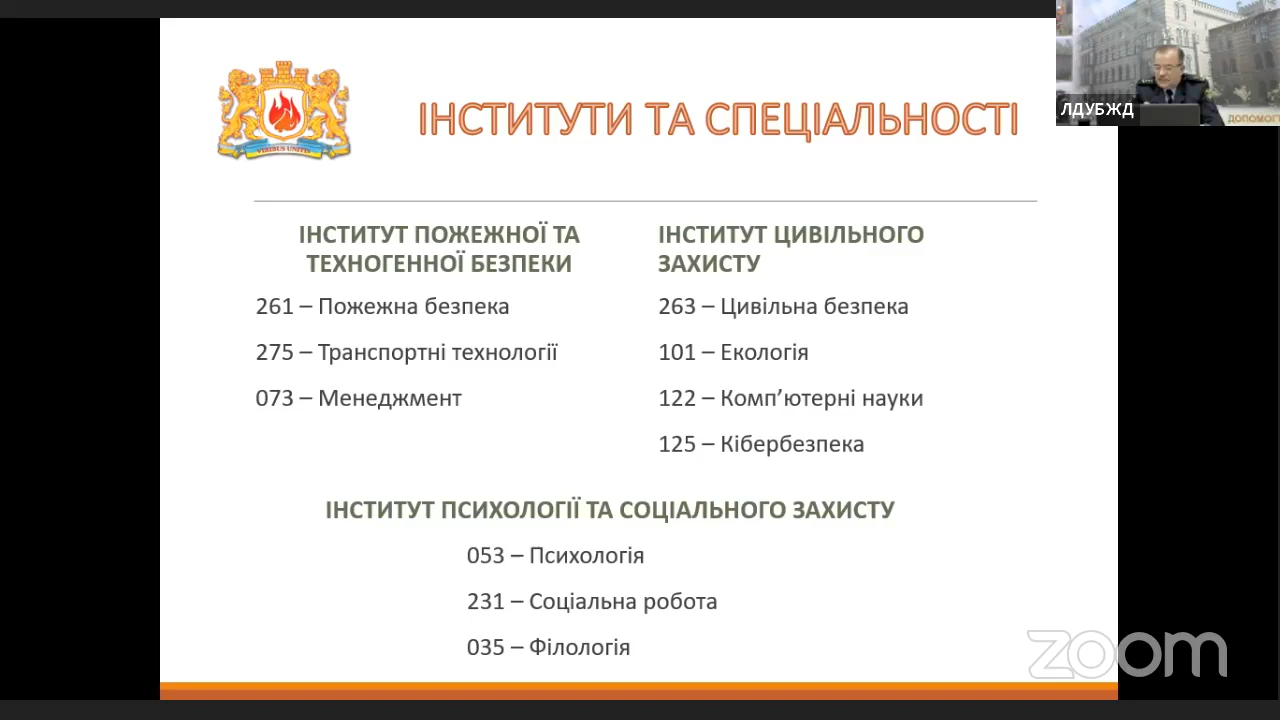 ІНСТИТУТИ ТА СПЕЦІАЛЬНОСТІ
ЛДУБЖД
VIRIBUS UNITIS
ІНСТИТУТ ПОЖЕЖНОЇ ТА
ТЕХНОГЕННОЇ БЕЗПЕКИ
261 – Пожежна безпека
275 – Транспортні технології
073 – Менеджмент
ІНСТИТУТ ЦИВІЛЬНОГО
ЗАХИСТУ
263 – Цивільна безпека
101 – Екологія
122 – Комп’ютерні науки
125 – Кібербезпека
ІНСТИТУТ ПСИХОЛОГІЇ ТА СОЦІАЛЬНОГО ЗАХИСТУ
053 – Психологія
231 – Соціальна робота
035 – Філологія
zoom